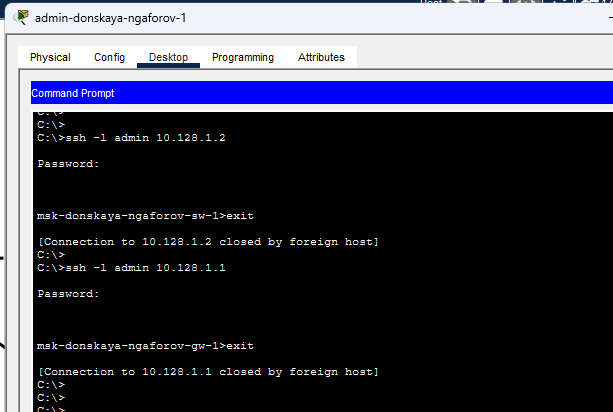 admin-donskaya-ngaforov-1
Physical Config Desktop Programming Attributes
Command Prompt
C:\>
C:\>
C:\>ssh -l admin 10.128.1.2
Password:
msk-donskaya-ngaforov-sw-1>exit
[Connection to 10.128.1.2 closed by foreign host]
C:\>
C:\>ssh -l admin 10.128.1.1
Password:
msk-donskaya-ngaforov-gw-1>exit
[Connection to 10.128.1.1 closed by foreign host]
C:\>
C:\>
C:\>